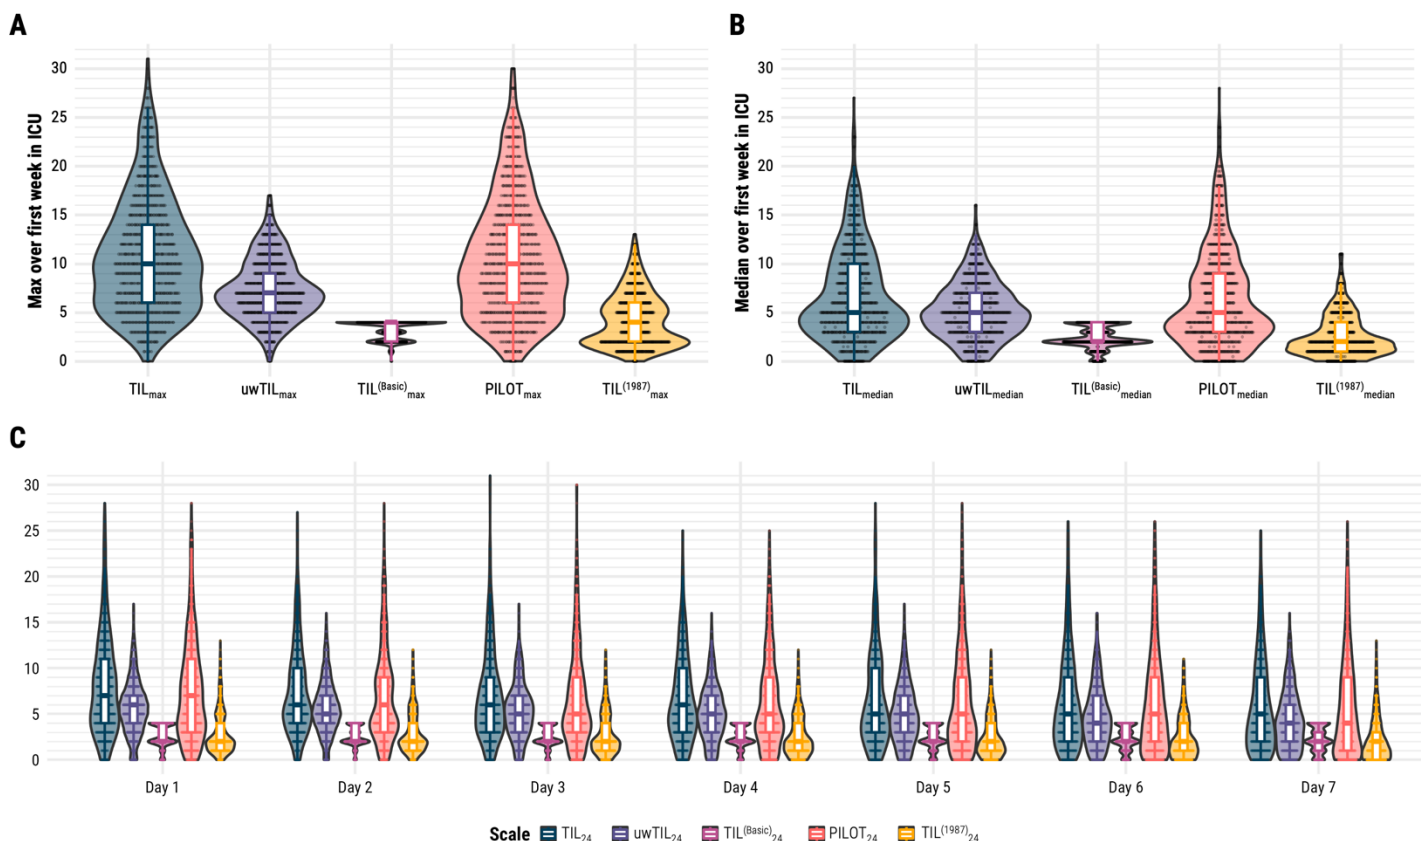 A
Max over first week in ICU
30
25
20
15
10
5
0
TILmax uwTILmax TIL(Basic)max PILOTmax TIL(1987)max
B
Median over first week in ICU
30
25
20
15
10
5
0
TILmedian uwTILmedian TIL(Basic)median PILOTmedian TIL(1987)median
C
30
25
20
15
10
5
0
Day 1 Day 2 Day 3 Day 4 Day 5 Day 6 Day 7
Scale TIL24 uwTIL24 TIL(Basic)24 PILOT24 TIL(1987)24